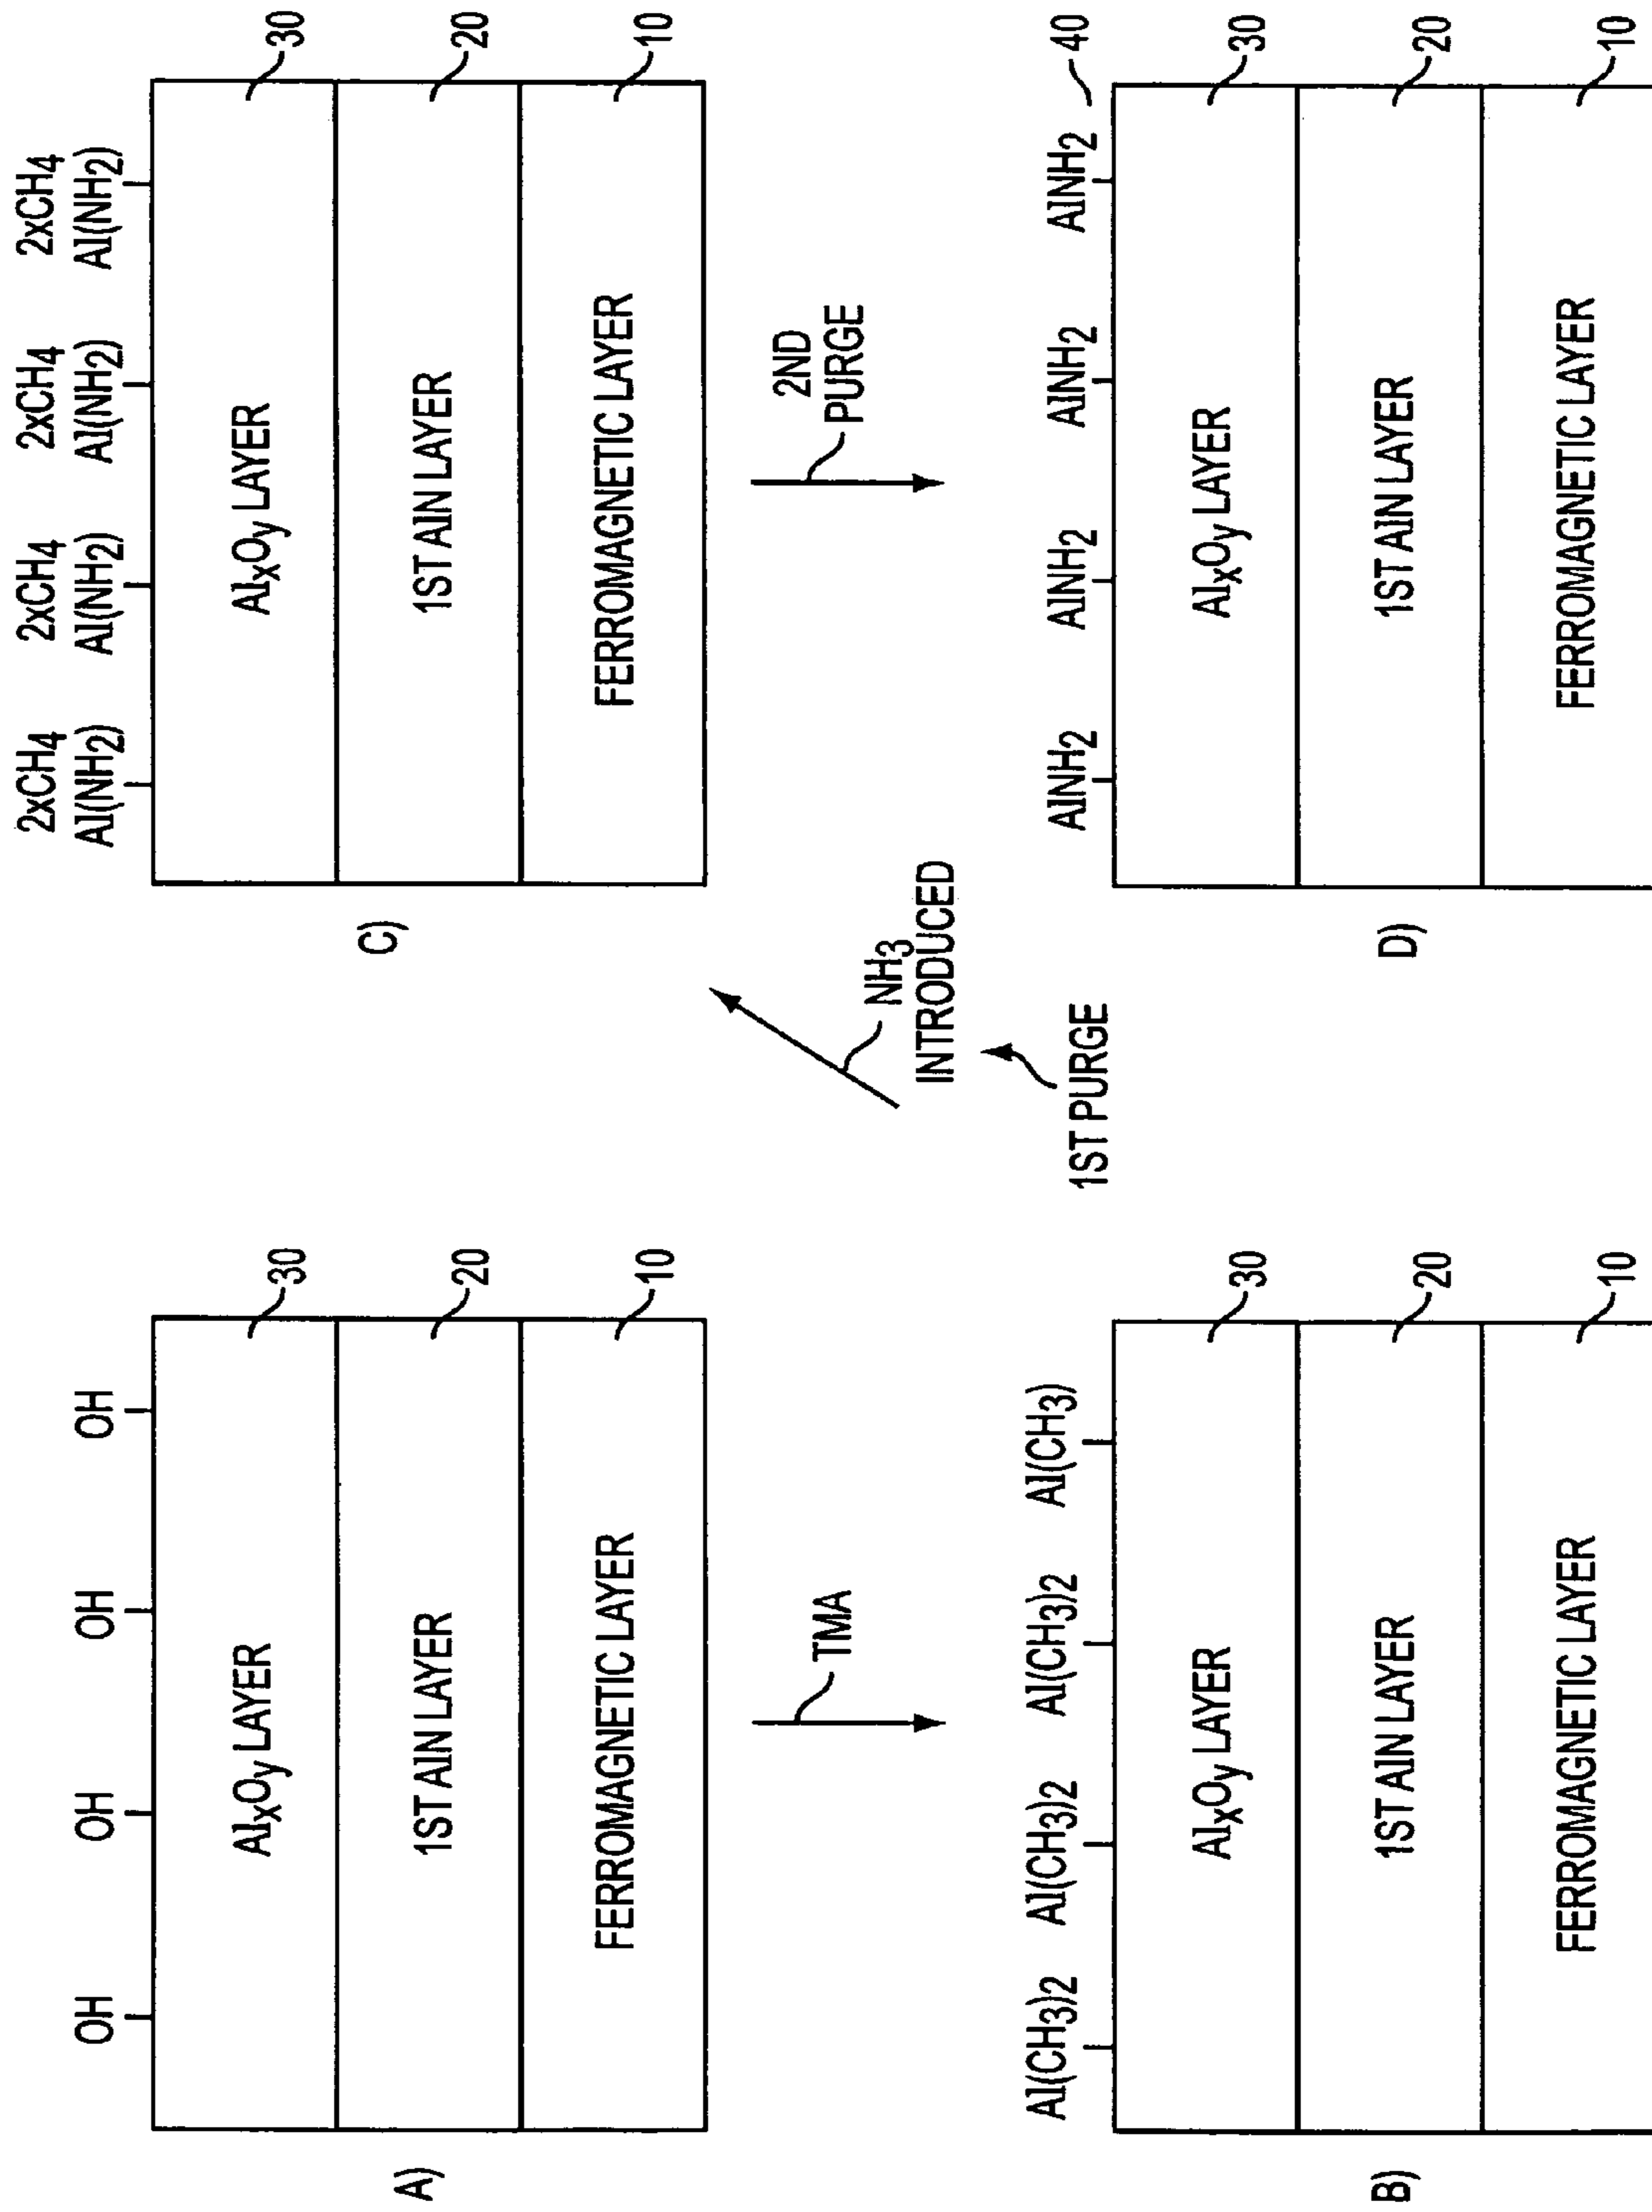 A)
OH OH OH OH
AlxOy LAYER
30
1ST AlN LAYER
20
FERROMAGNETIC LAYER
10
TMA
B)
Al(CH3)2 Al(CH3)2 Al(CH3)2 Al(CH3)
AlxOy LAYER
30
1ST AlN LAYER
20
FERROMAGNETIC LAYER
10
1ST PURGE
NH3
INTRODUCED
C)
2xCH4 2xCH4 2xCH4 2xCH4
Al(NH2) Al(NH2) Al(NH2) Al(NH2)
AlxOy LAYER
30
1ST AlN LAYER
20
FERROMAGNETIC LAYER
10
2ND
PURGE
D)
AlNH2 AlNH2 AlNH2 AlNH2
40
AlxOy LAYER
30
1ST AlN LAYER
20
FERROMAGNETIC LAYER
10